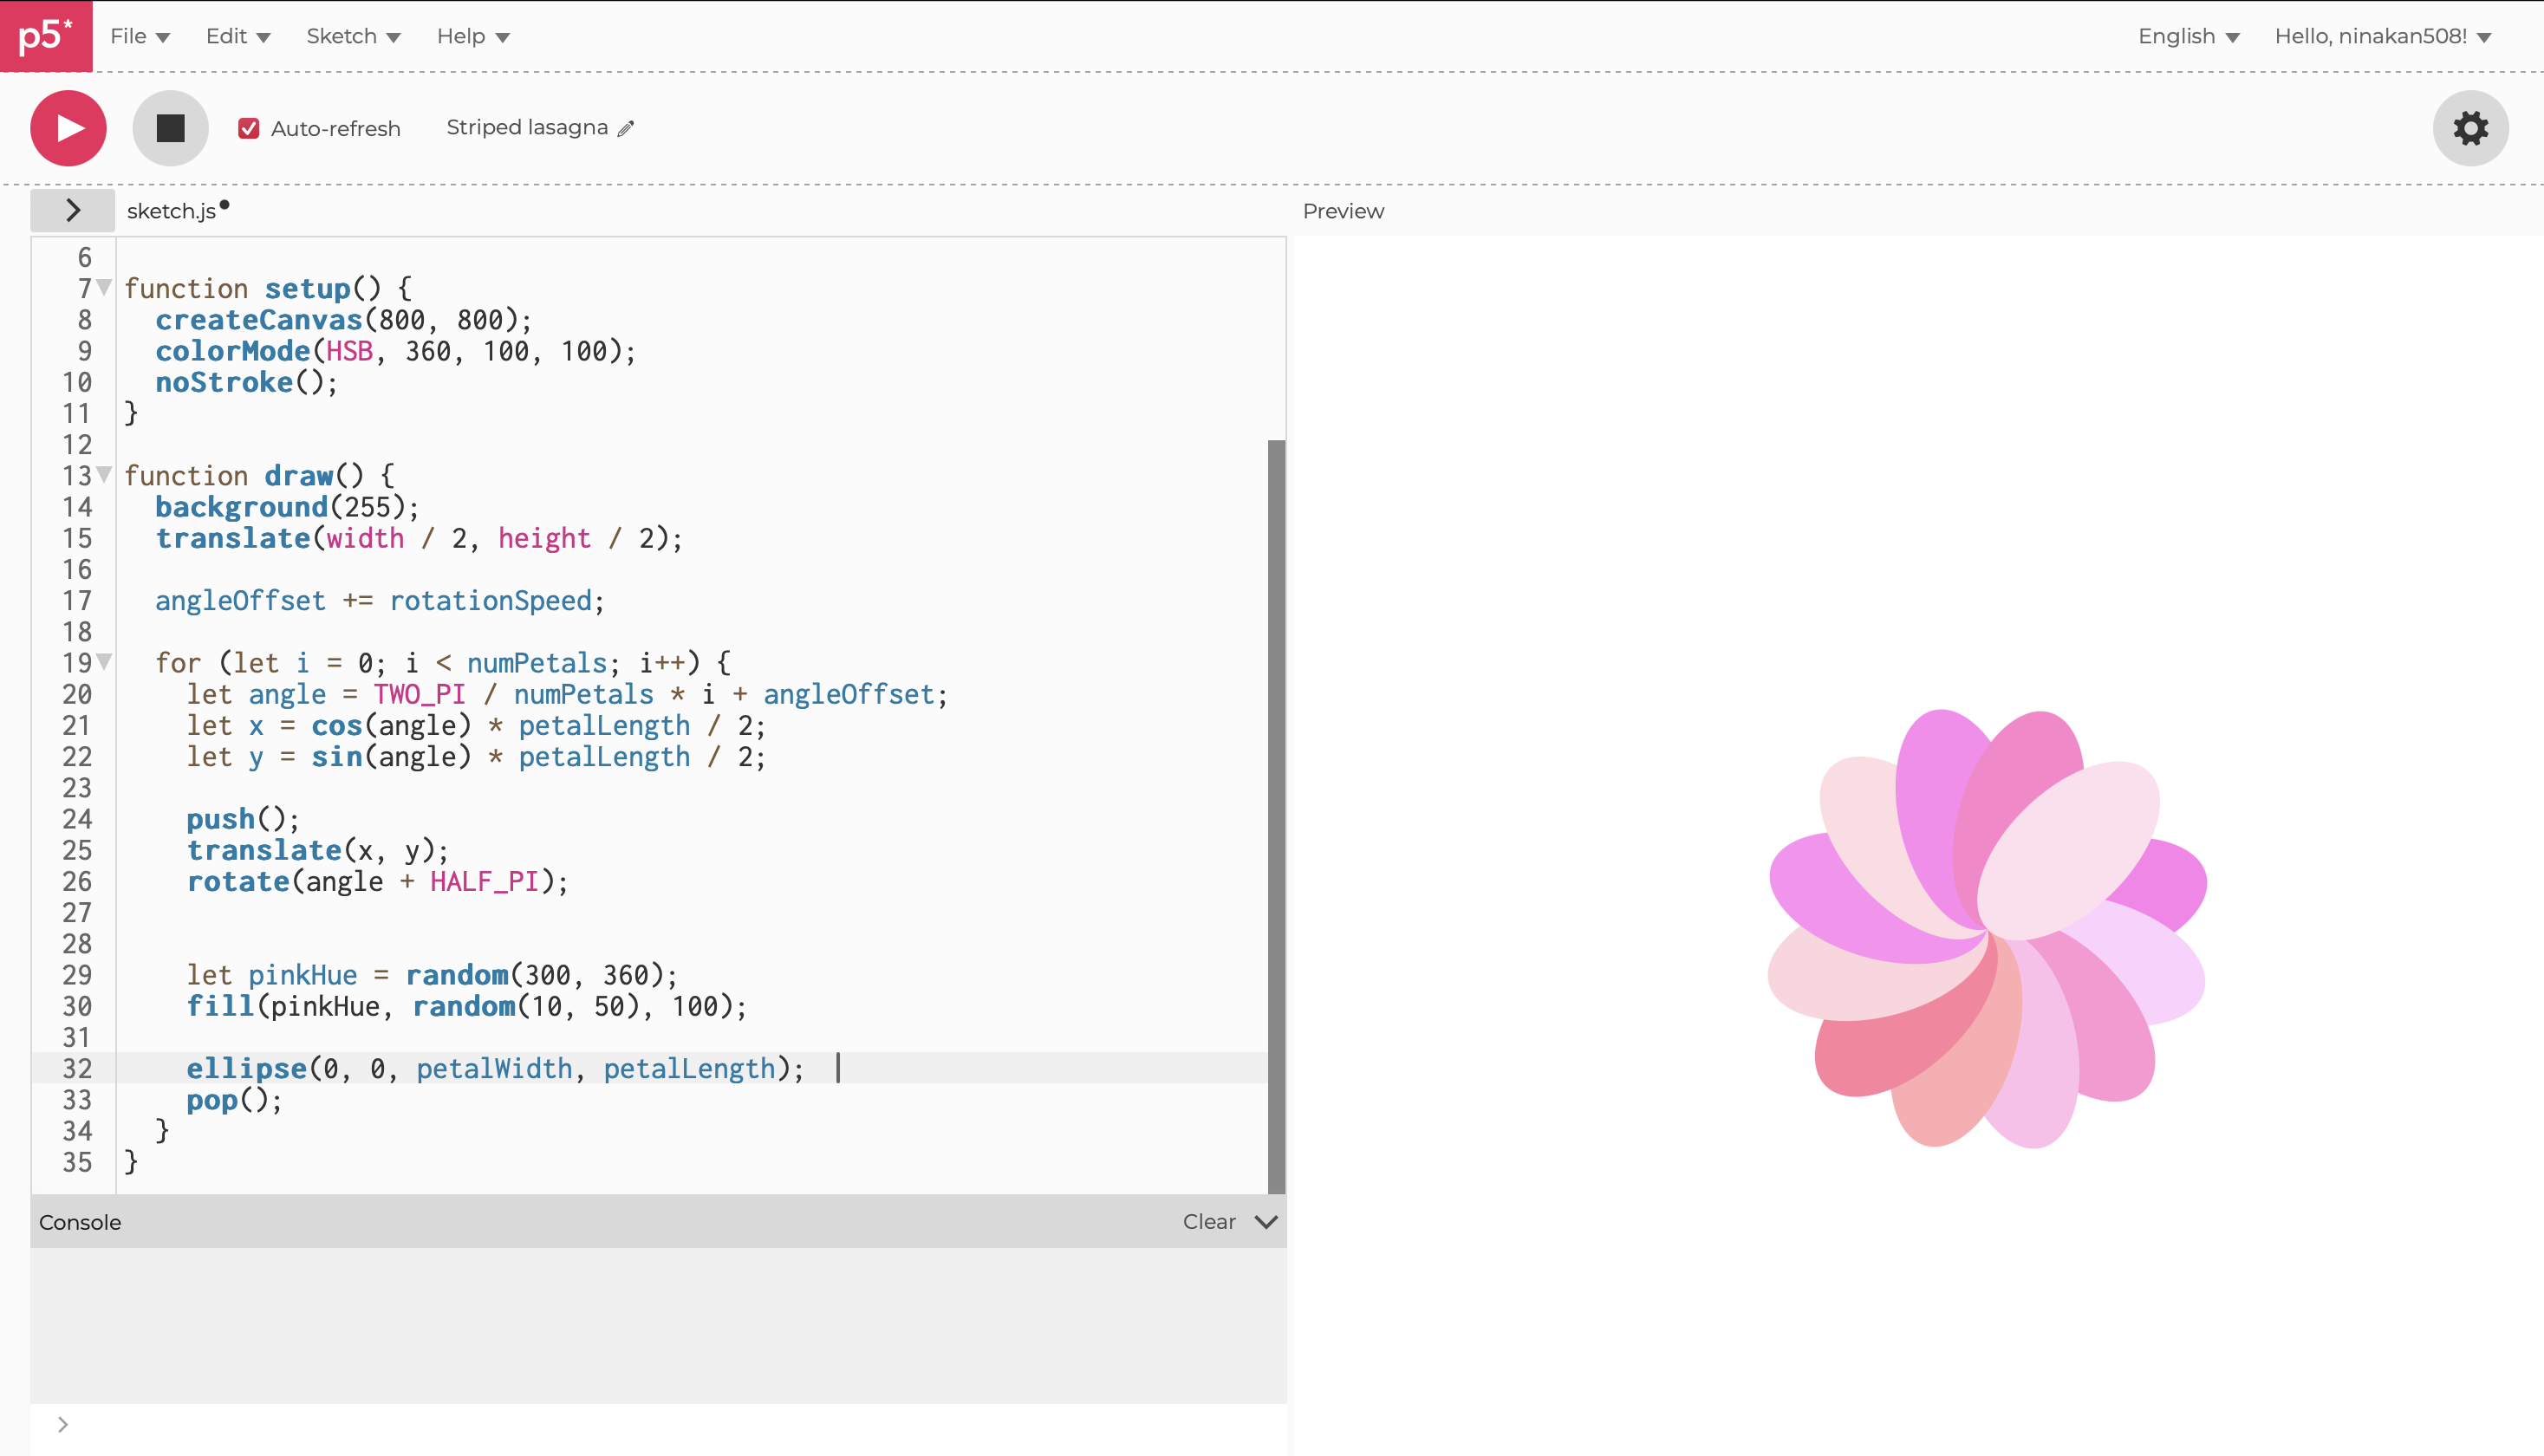 p5*
File Edit Sketch Help English Hello, ninakan508!
Auto-refresh Striped lasagna
sketch.js Preview
6
7 function setup() {
8 createCanvas(800, 800);
9 colorMode(HSB, 360, 100, 100);
10 noStroke();
11 }
12
13 function draw() {
14 background(255);
15 translate(width / 2, height / 2);
16
17 angleOffset += rotationSpeed;
18
19 for (let i = 0; i < numPetals; i++) {
20 let angle = TWO_PI / numPetals * i + angleOffset;
21 let x = cos(angle) * petalLength / 2;
22 let y = sin(angle) * petalLength / 2;
23
24 push();
25 translate(x, y);
26 rotate(angle + HALF_PI);
27
28
29 let pinkHue = random(300, 360);
30 fill(pinkHue, random(10, 50), 100);
31
32 ellipse(0, 0, petalWidth, petalLength);
33 pop();
34 }
35 }
Console Clear